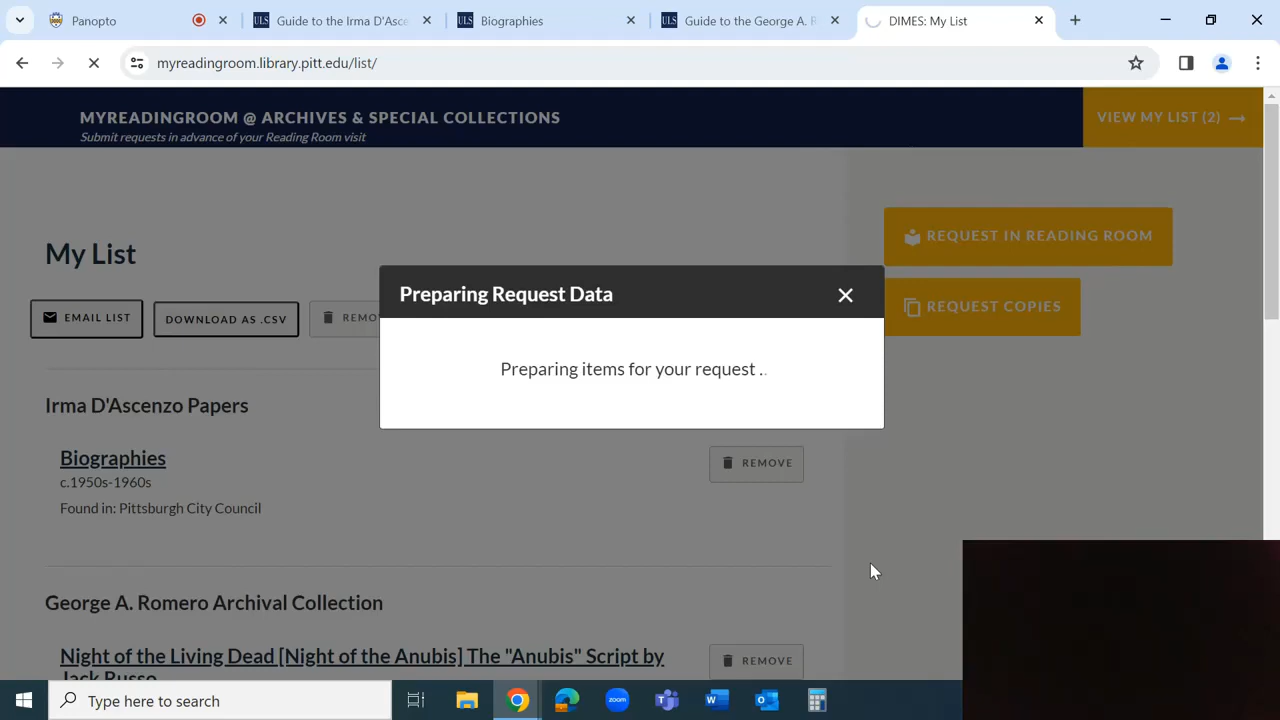 Panopto
Guide to the Irma D'Asce
Biographies
Guide to the George A. R
DIMES: My List
myreadingroom.library.pitt.edu/list/
MYREADINGROOM @ ARCHIVES & SPECIAL COLLECTIONS
Submit requests in advance of your Reading Room visit
VIEW MY LIST (2) →
My List
REQUEST IN READING ROOM
REQUEST COPIES
EMAIL LIST
DOWNLOAD AS .CSV
REMO
Preparing Request Data
Preparing items for your request ..
Irma D'Ascenzo Papers
Biographies
REMOVE
c.1950s-1960s
Found in: Pittsburgh City Council
George A. Romero Archival Collection
Night of the Living Dead [Night of the Anubis] The "Anubis" Script by
Jack Russo
REMOVE
Type here to search